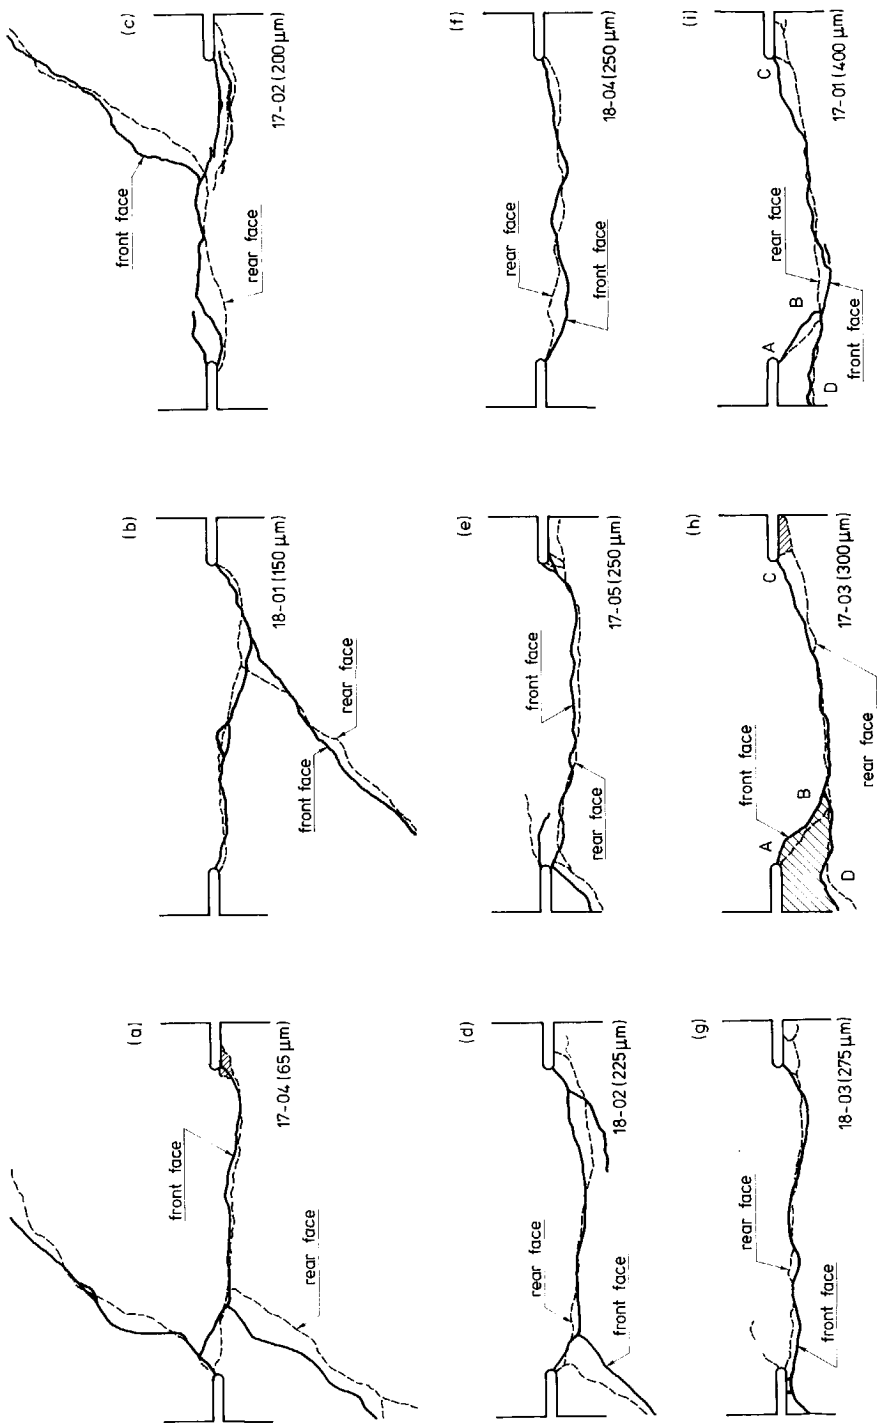 (a)
front face
rear face
17-04 (65 μm)
(b)
front face
rear face
18-01 (150 μm)
(c)
front face
rear face
17-02 (200 μm)
(d)
rear face
front face
18-02 (225 μm)
(e)
front face
rear face
17-05 (250 μm)
(f)
rear face
front face
18-04 (250 μm)
(g)
rear face
front face
18-03 (275 μm)
(h)
front face
A
B
C
D
rear face
17-03 (300 μm)
(i)
rear face
A
B
C
D
front face
17-01 (400 μm)